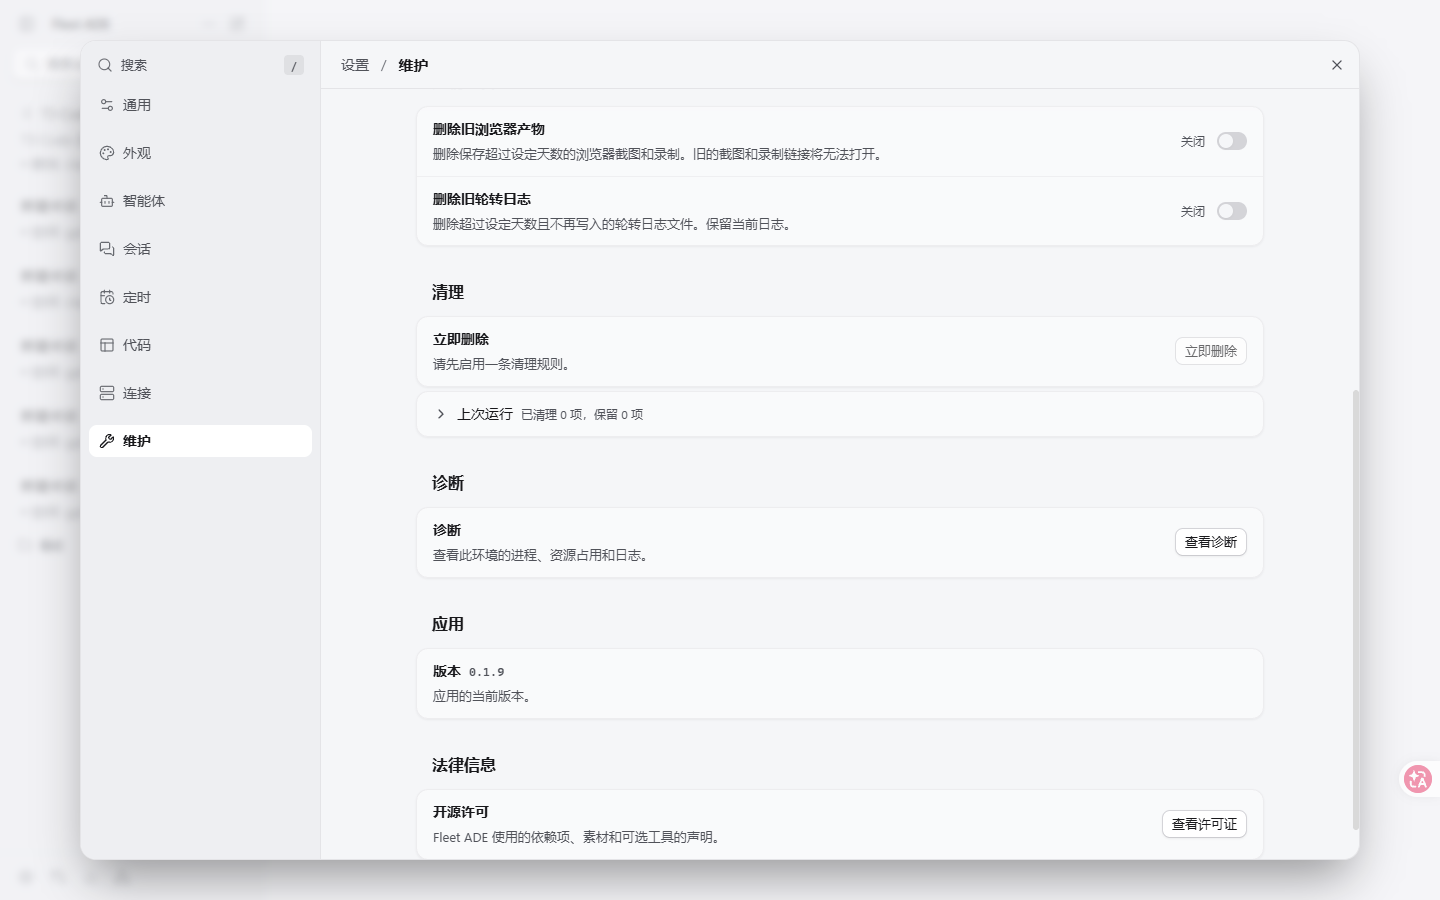 搜索 /
通用
外观
智能体
会话
定时
代码
连接
维护
设置 / 维护
删除旧浏览器产物
删除保存超过设定天数的浏览器截图和录制。旧的截图和录制链接将无法打开。
关闭
删除旧轮转日志
删除超过设定天数且不再写入的轮转日志文件。保留当前日志。
关闭
清理
立即删除
请先启用一条清理规则。
立即删除
上次运行 已清理 0 项，保留 0 项
诊断
诊断
查看此环境的进程、资源占用和日志。
查看诊断
应用
版本 0.1.9
应用的当前版本。
法律信息
开源许可
Fleet ADE 使用的依赖项、素材和可选工具的声明。
查看许可证